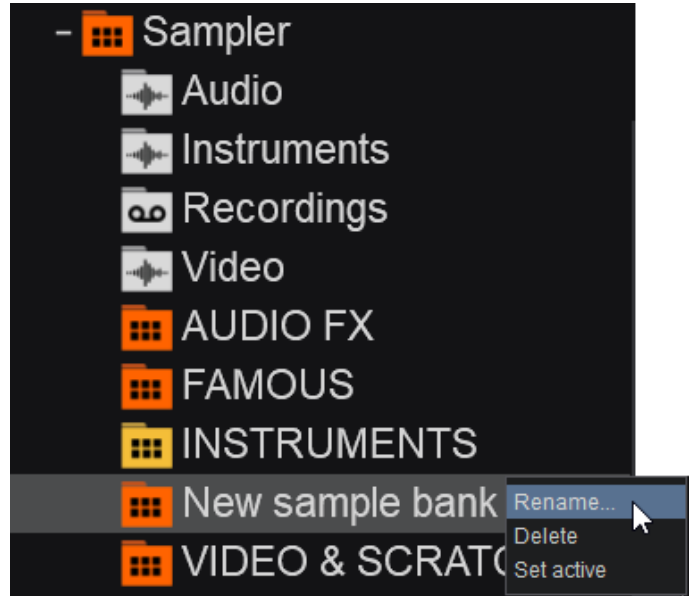 Sampler
Audio
Instruments
Recordings
Video
AUDIO FX
FAMOUS
INSTRUMENTS
New sample bank
Rename...
Delete
VIDEO & SCRATC
Set active